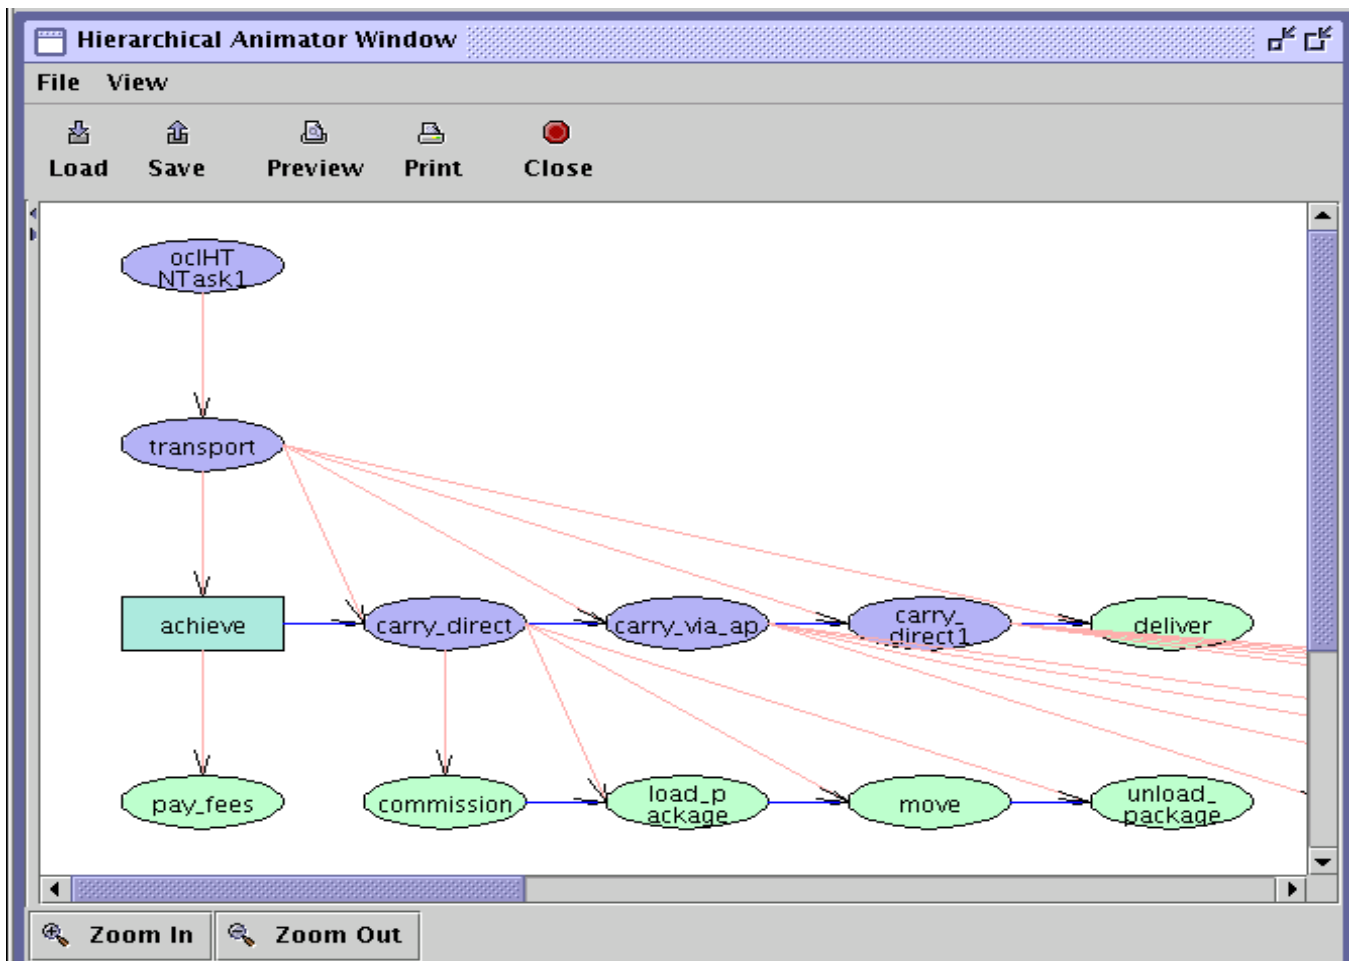 Hierarchical Animator Window
File View
Load Save Preview Print Close
oclHT
NTask1
transport
achieve
carry_direct
carry_via_ap
carry_
direct1
deliver
pay_fees
commission
load_p
ackage
move
unload_
package
Zoom In Zoom Out